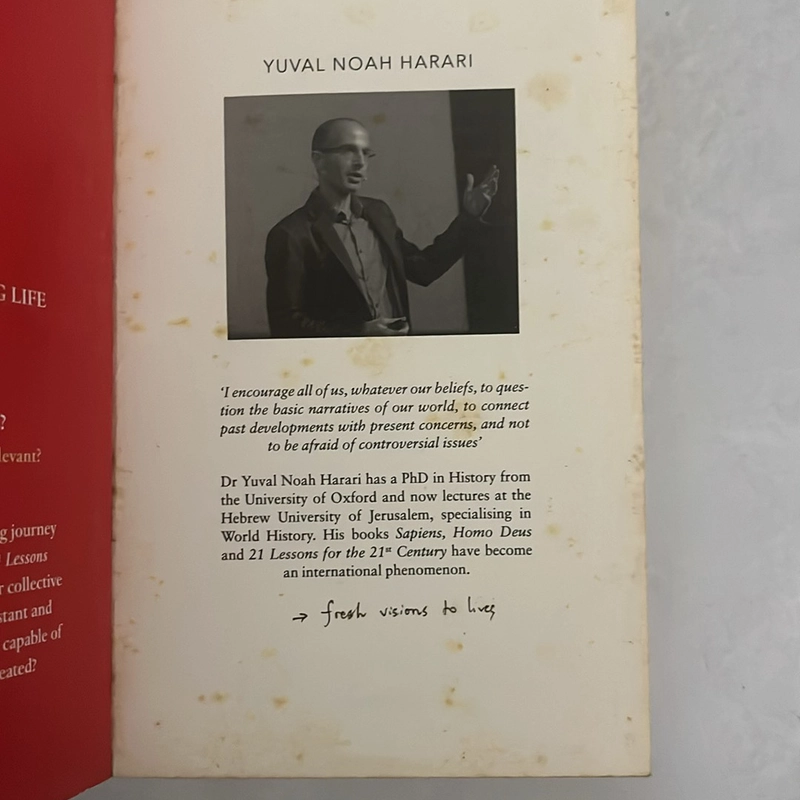 G LIFE
?
levant?
g journey
Lessons
r collective
stant and
capable of
eated?
YUVAL NOAH HARARI
‘I encourage all of us, whatever our beliefs, to ques-
tion the basic narratives of our world, to connect
past developments with present concerns, and not
to be afraid of controversial issues’
Dr Yuval Noah Harari has a PhD in History from
the University of Oxford and now lectures at the
Hebrew University of Jerusalem, specialising in
World History. His books Sapiens, Homo Deus
and 21 Lessons for the 21st Century have become
an international phenomenon.
→ fresh visions to lives